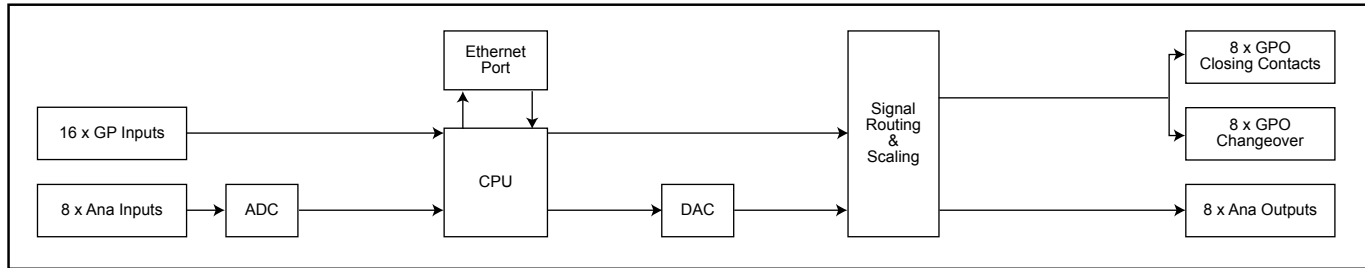 Ethernet
Port
16 x GP Inputs
8 x Ana Inputs
ADC
CPU
DAC
Signal
Routing
&
Scaling
8 x GPO
Closing Contacts
8 x GPO
Changeover
8 x Ana Outputs